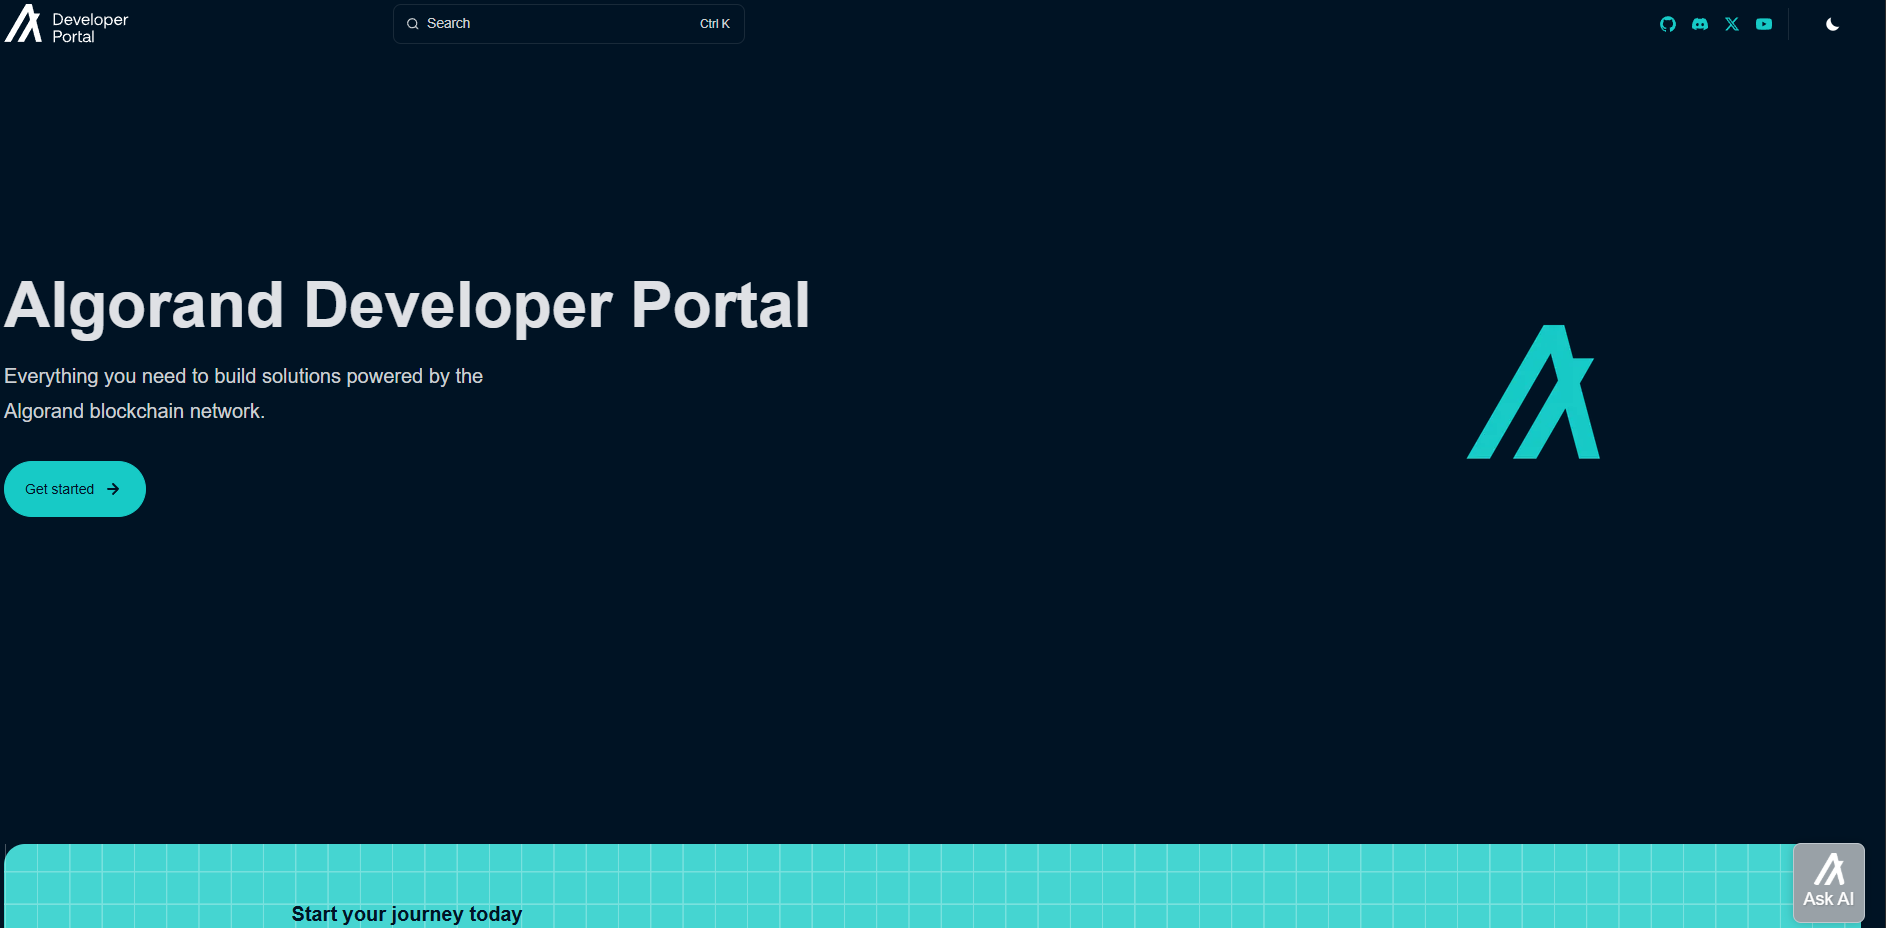 Developer
Portal
Search
Ctrl K
Algorand Developer Portal
Everything you need to build solutions powered by the
Algorand blockchain network.
Get started
Start your journey today
Ask AI